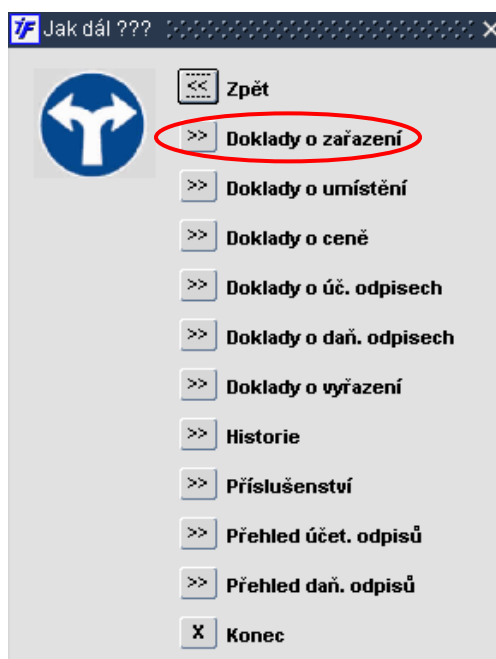 Jak dál ???
<< Zpět
>> Doklady o zařazení
>> Doklady o umístění
>> Doklady o ceně
>> Doklady o úč. odpisech
>> Doklady o daň. odpisech
>> Doklady o vyřazení
>> Historie
>> Příslušenství
>> Přehled účet. odpisů
>> Přehled daň. odpisů
X Konec